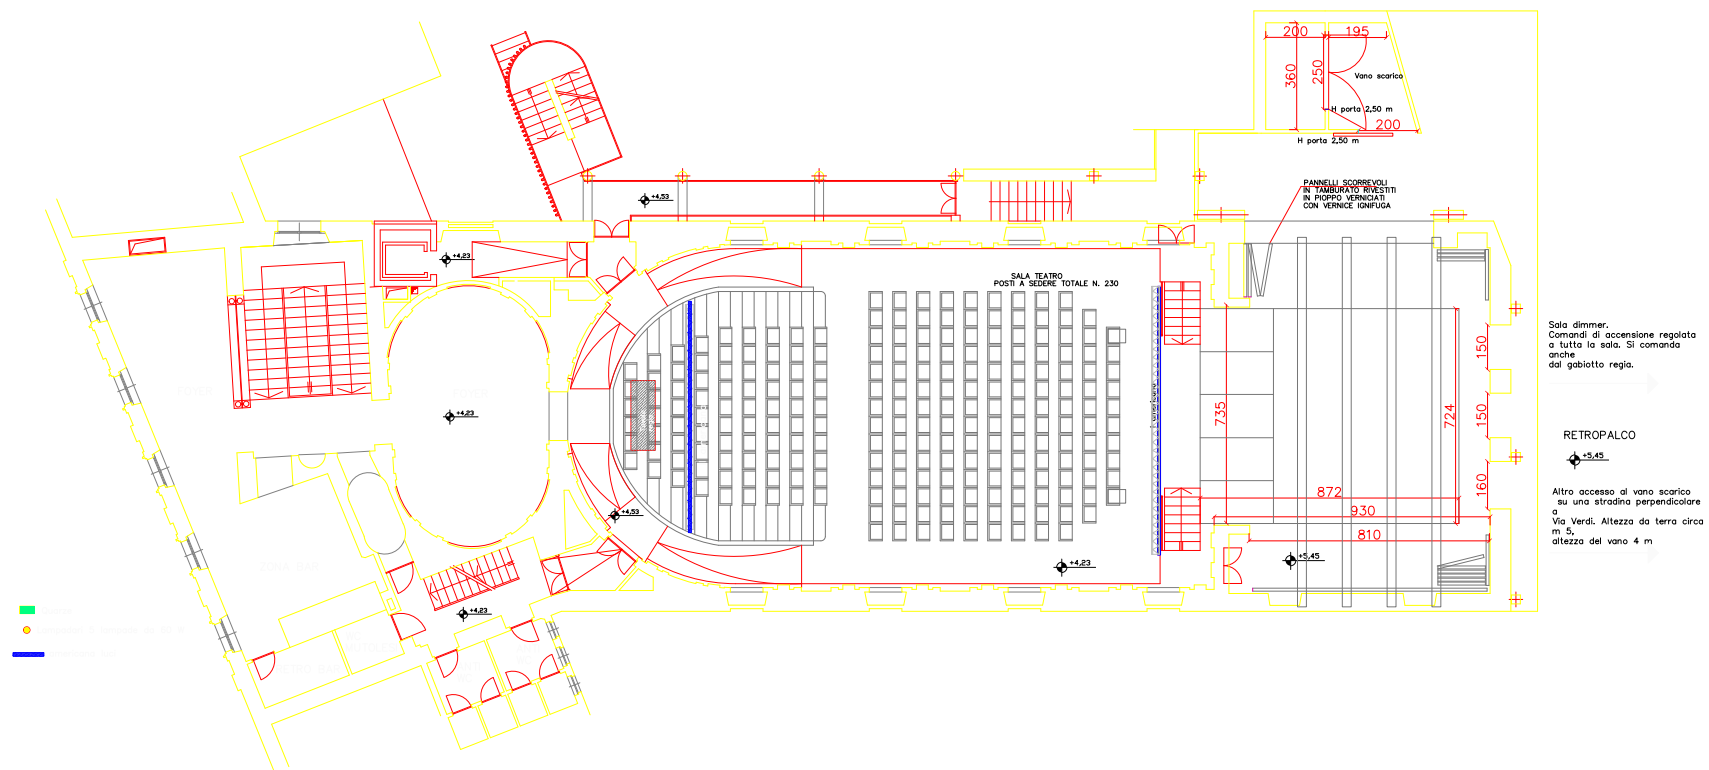 200
195
360
250
Vano scarico
H porta 2,50 m
200
H porta 2,50 m
PANNELLI SCORREVOLI
IN TAMBURATO RIVESTITI
IN PIOPPO VERNICIATI
CON VERNICE IGNIFUGA
+4,53
+4,23
SALA TEATRO
POSTI A SEDERE TOTALE N. 230
Sala dimmer.
Comandi di accensione regolata
a tutta la sala. Si comanda
anche
dal gabiotto regia.
150
735
724
150
+4,23
RETROPALCO
+5,45
160
872
930
810
Altro accesso al vano scarico
su una stradina perpendicolare
a
Via Verdi. Altezza da terra circa
m 5,
altezza del vano 4 m
+4,53
+5,45
+4,23
+4,23